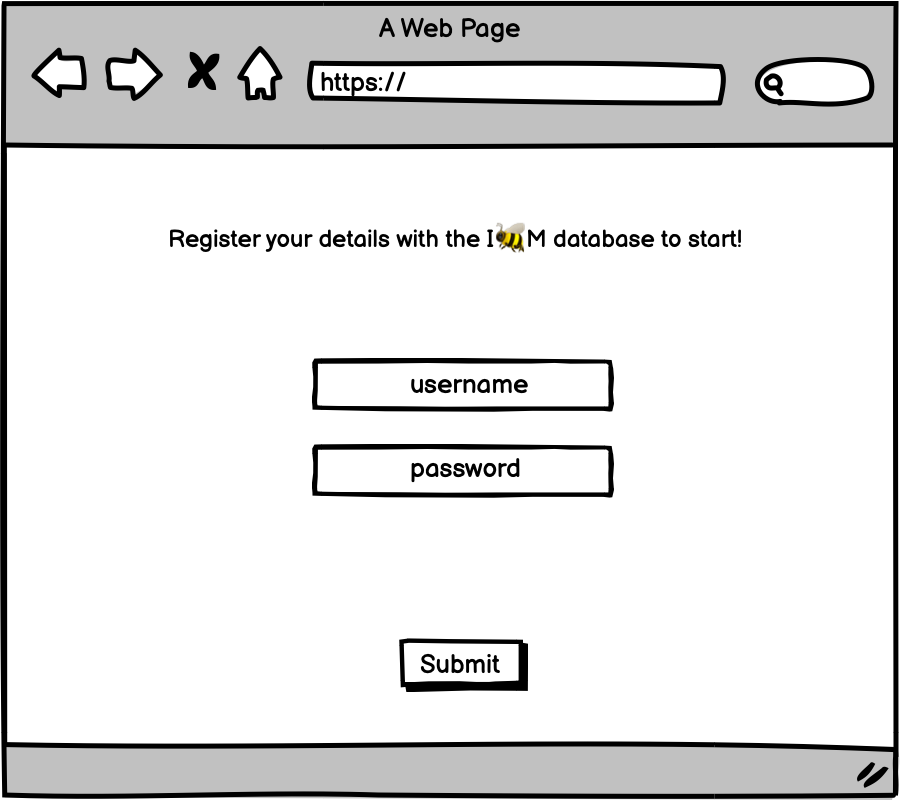 A Web Page
https://
Register your details with the I🐝M database to start!
username
password
Submit